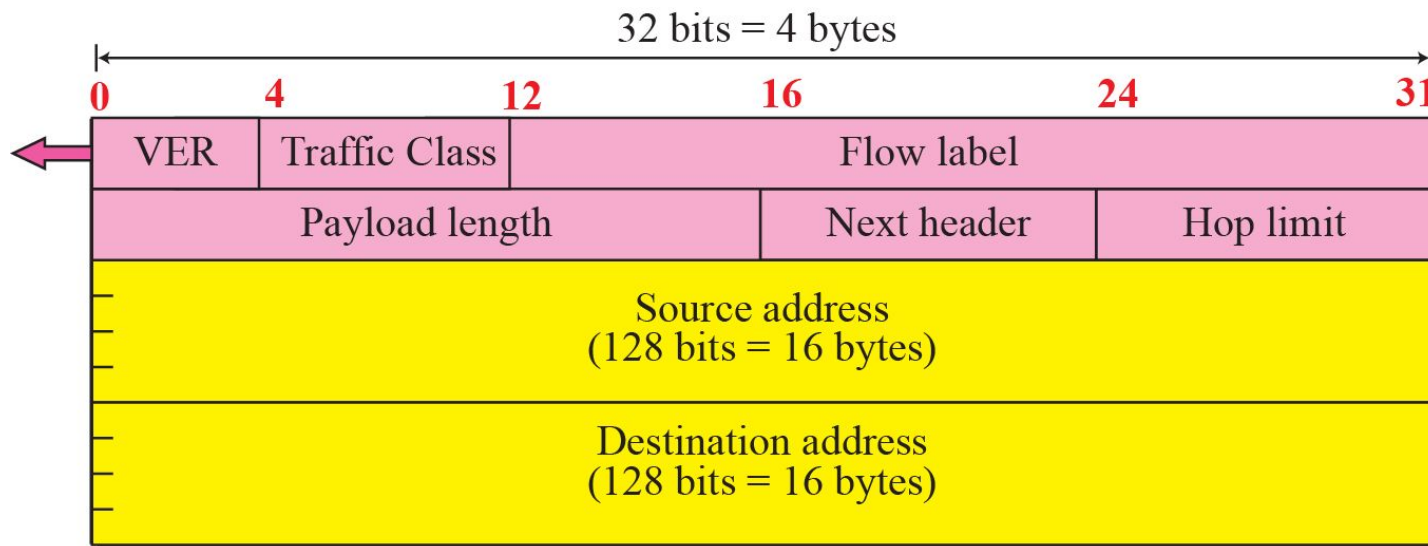 32 bits = 4 bytes
0 4 12 16 24 31
VER Traffic Class Flow label
Payload length Next header Hop limit
Source address
(128 bits = 16 bytes)
Destination address
(128 bits = 16 bytes)